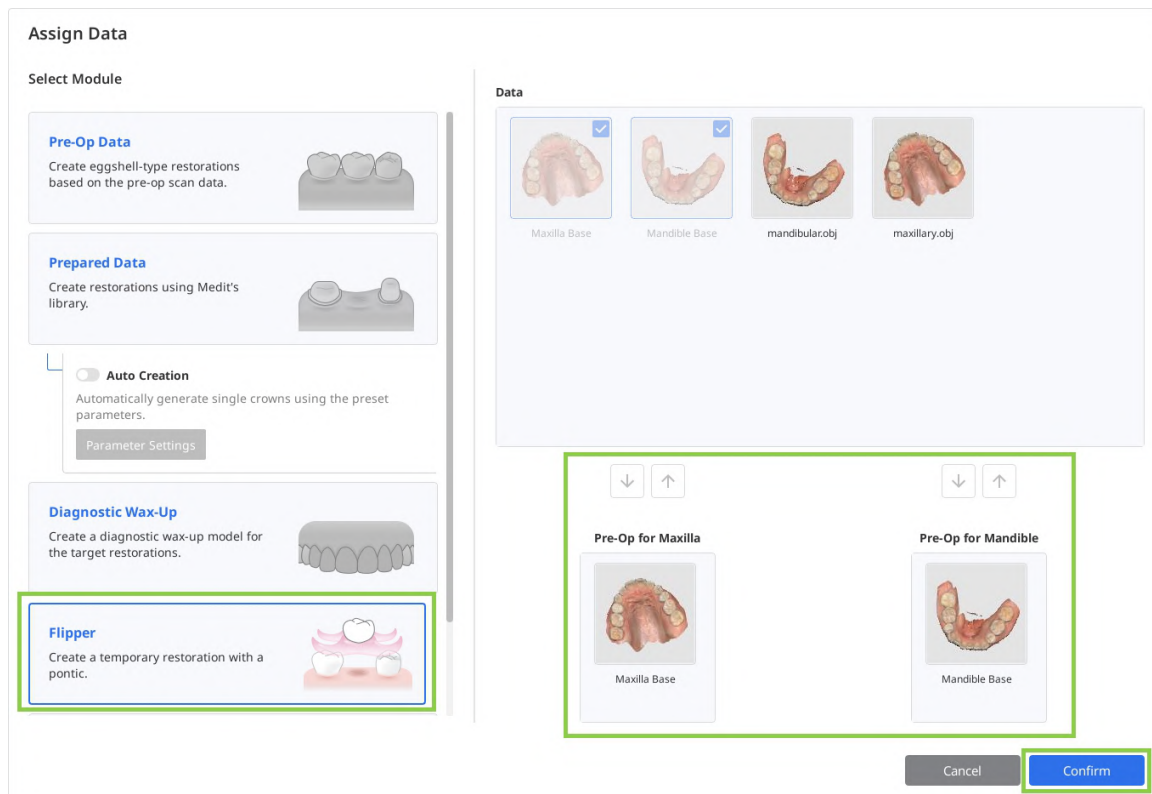 Assign Data
Select Module
Pre-Op Data
Create eggshell-type restorations
based on the pre-op scan data.
Prepared Data
Create restorations using Medit's
library.
Auto Creation
Automatically generate single crowns using the preset
parameters.
Parameter Settings
Diagnostic Wax-Up
Create a diagnostic wax-up model for
the target restorations.
Flipper
Create a temporary restoration with a
pontic.
Data
Maxilla Base
Mandible Base
mandibular.obj
maxillary.obj
Pre-Op for Maxilla
Pre-Op for Mandible
Maxilla Base
Mandible Base
Cancel
Confirm